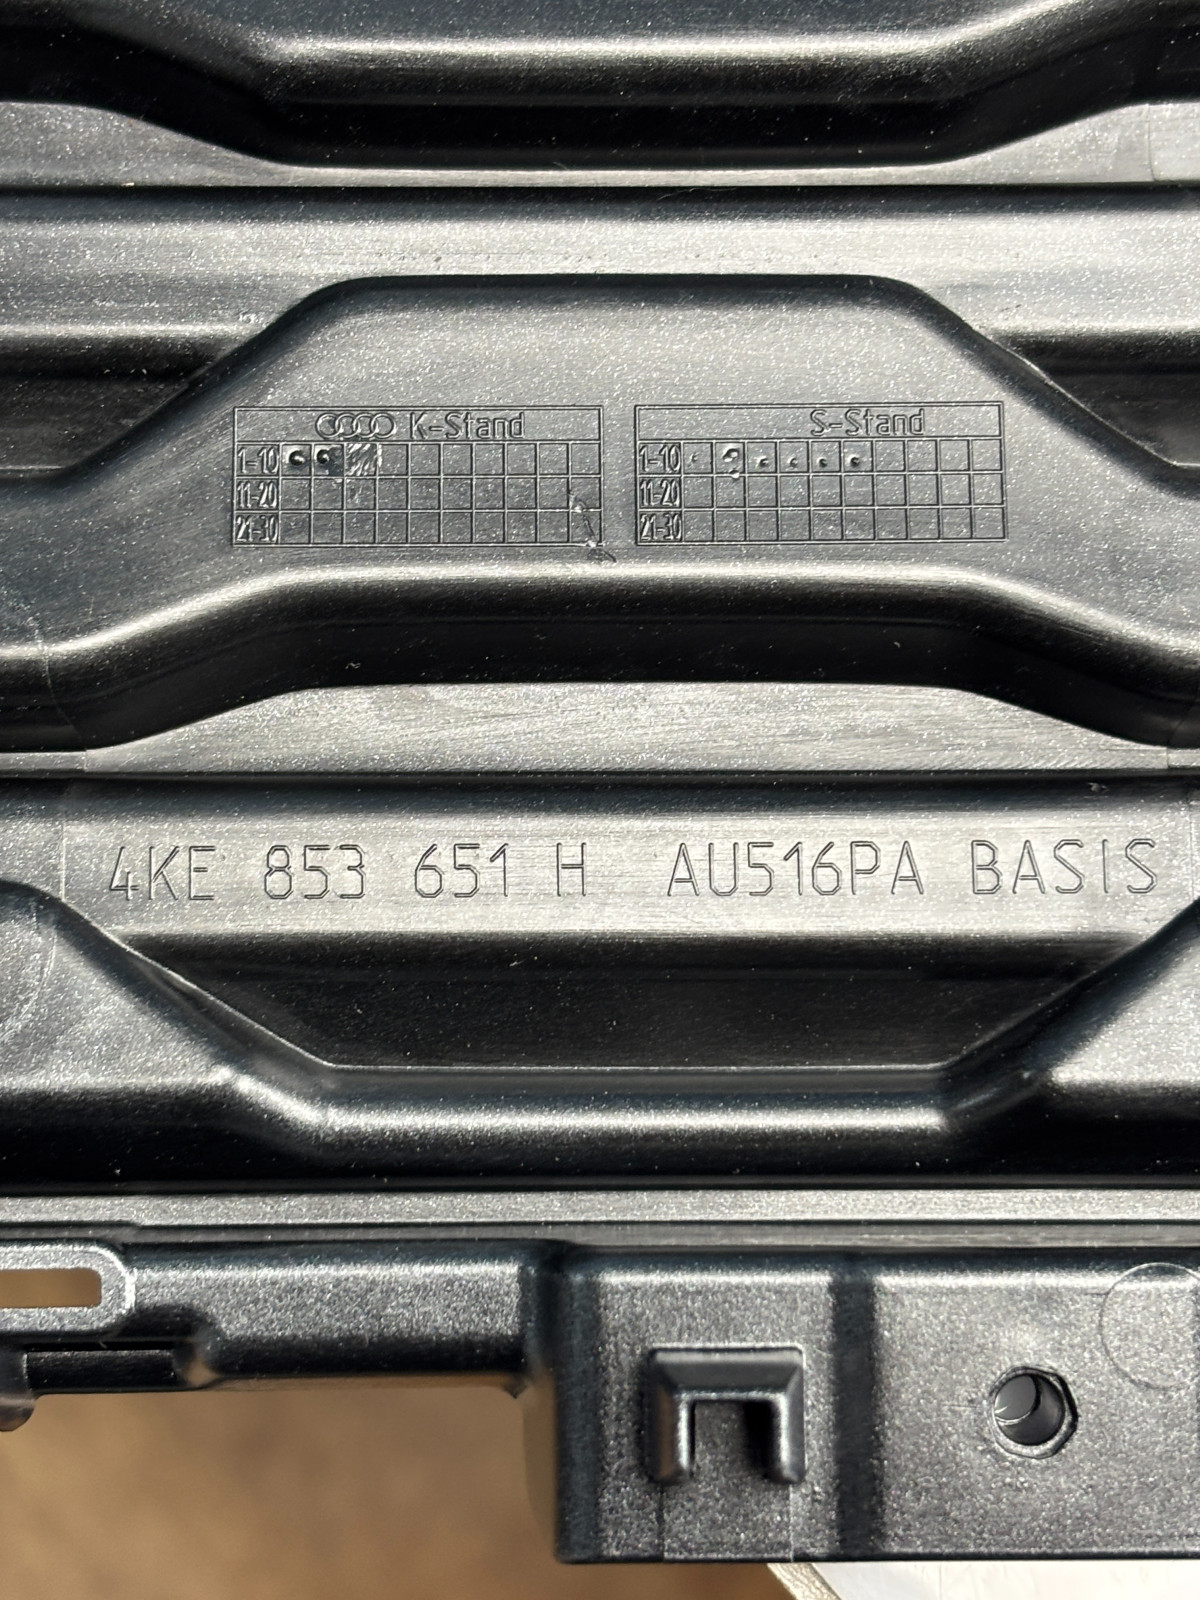 K-Stand
1-10
11-20
21-30
S-Stand
1-10
11-20
21-30
4KE 853 651 H AU516PA BASIS